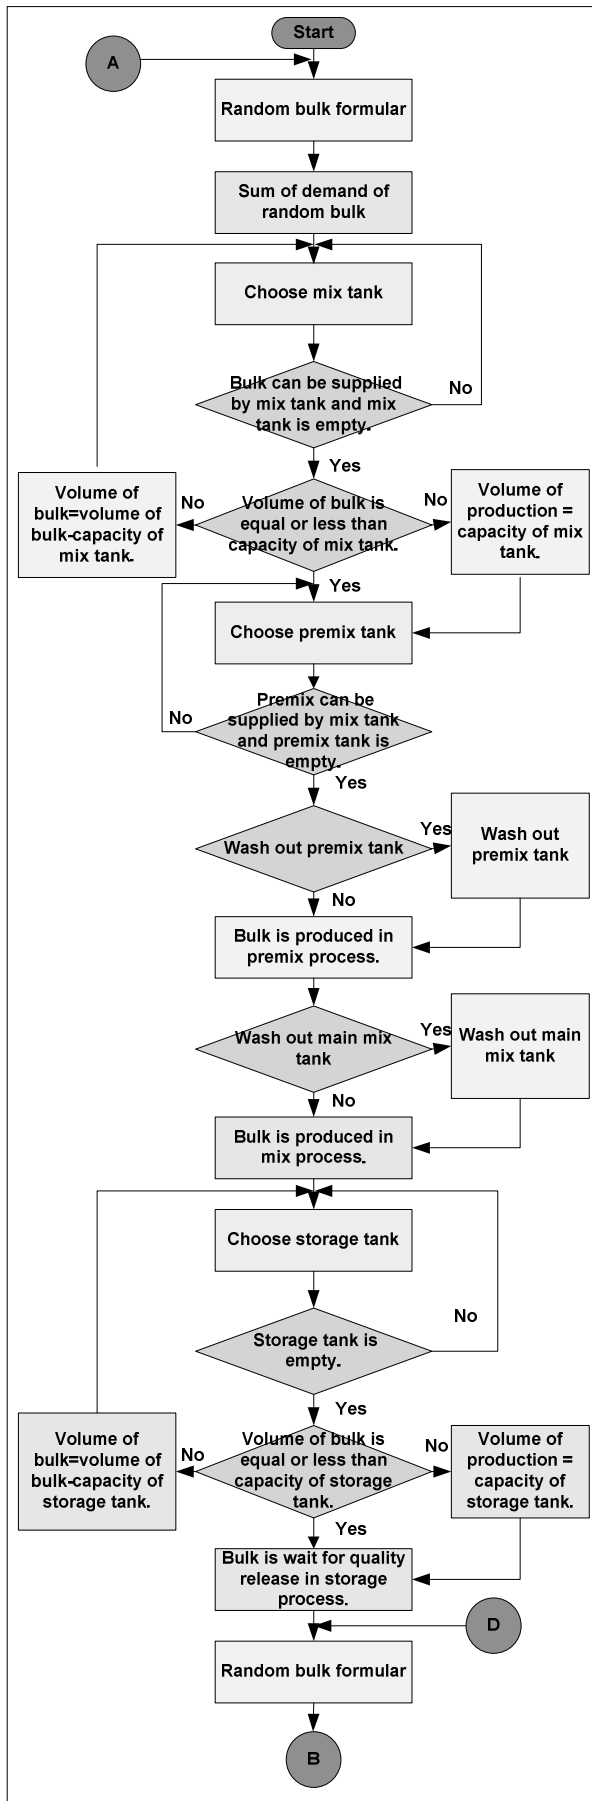 Start
A
Random bulk formular
Sum of demand of
random bulk
Choose mix tank
Bulk can be supplied
by mix tank and mix
tank is empty.
No
Yes
Volume of
bulk=volume of
bulk-capacity of
mix tank.
No
Volume of bulk is
equal or less than
capacity of mix tank.
No
Volume of
production =
capacity of mix
tank.
Yes
Choose premix tank
Premix can be
supplied by mix tank
and premix tank is
empty.
No
Yes
Wash out premix tank
Yes
Wash out
premix tank
No
Bulk is produced in
premix process.
Wash out main mix
tank
Yes
Wash out main
mix tank
No
Bulk is produced in
mix process.
Choose storage tank
No
Storage tank is
empty.
Yes
Volume of
bulk=volume of
bulk-capacity of
storage tank.
No
Volume of bulk is
equal or less than
capacity of storage
tank.
No
Volume of
production =
capacity of
storage tank.
Yes
Bulk is wait for quality
release in storage
process.
D
Random bulk formular
B